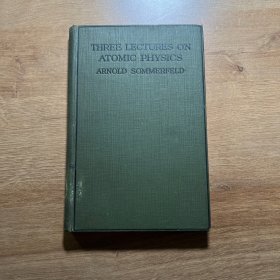 THREE LECTURES ON
ATOMIC PHYSICS
ARNOLD SOMMERFELD